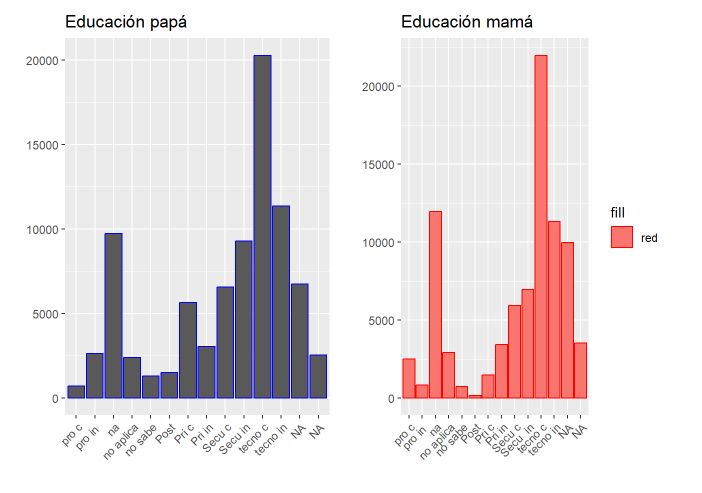 Educación papá
20000
15000
10000
5000
0
pro c
pro in
na
no aplica
no sabe
Post
Pri c
Pri in
Secu c
Secu in
tecno c
tecno in
NA
NA
Educación mamá
20000
15000
10000
5000
0
pro c
pro in
na
no aplica
no sabe
Post
Pri c
Pri in
Secu c
Secu in
tecno c
tecno in
NA
NA
fill
red